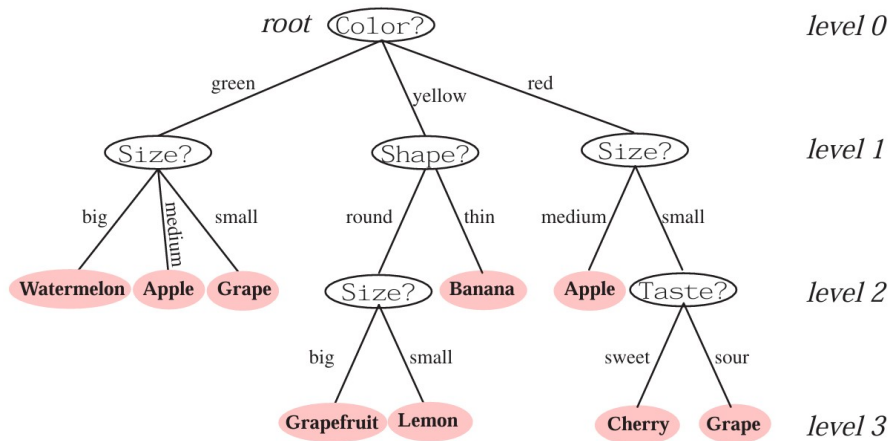 root Color? level 0
green yellow red
Size? Shape? Size? level 1
big medium small round thin medium small
Watermelon Apple Grape Size? Banana Apple Taste? level 2
big small sweet sour
Grapefruit Lemon Cherry Grape level 3